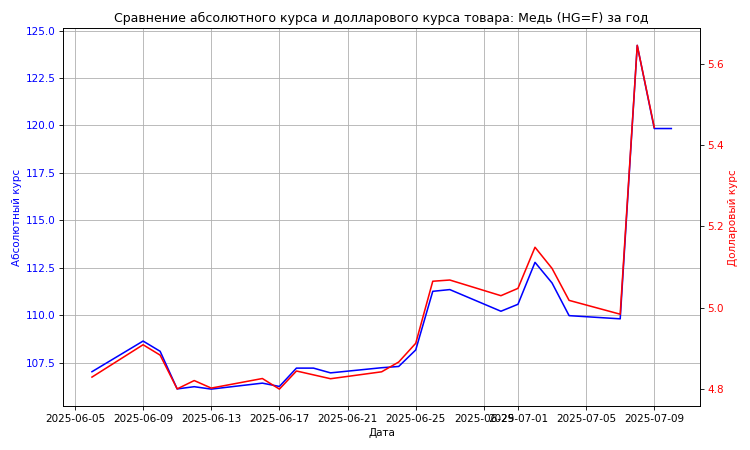 Сравнение абсолютного курса и долларового курса товара: Медь (HG=F) за год
125.0
122.5
120.0
117.5
115.0
112.5
110.0
107.5
Абсолютный курс
5.6
5.4
5.2
5.0
4.8
Долларовый курс
2025-06-05 2025-06-09 2025-06-13 2025-06-17 2025-06-21 2025-06-25 2025-06-29 2025-07-01 2025-07-05 2025-07-09
Дата